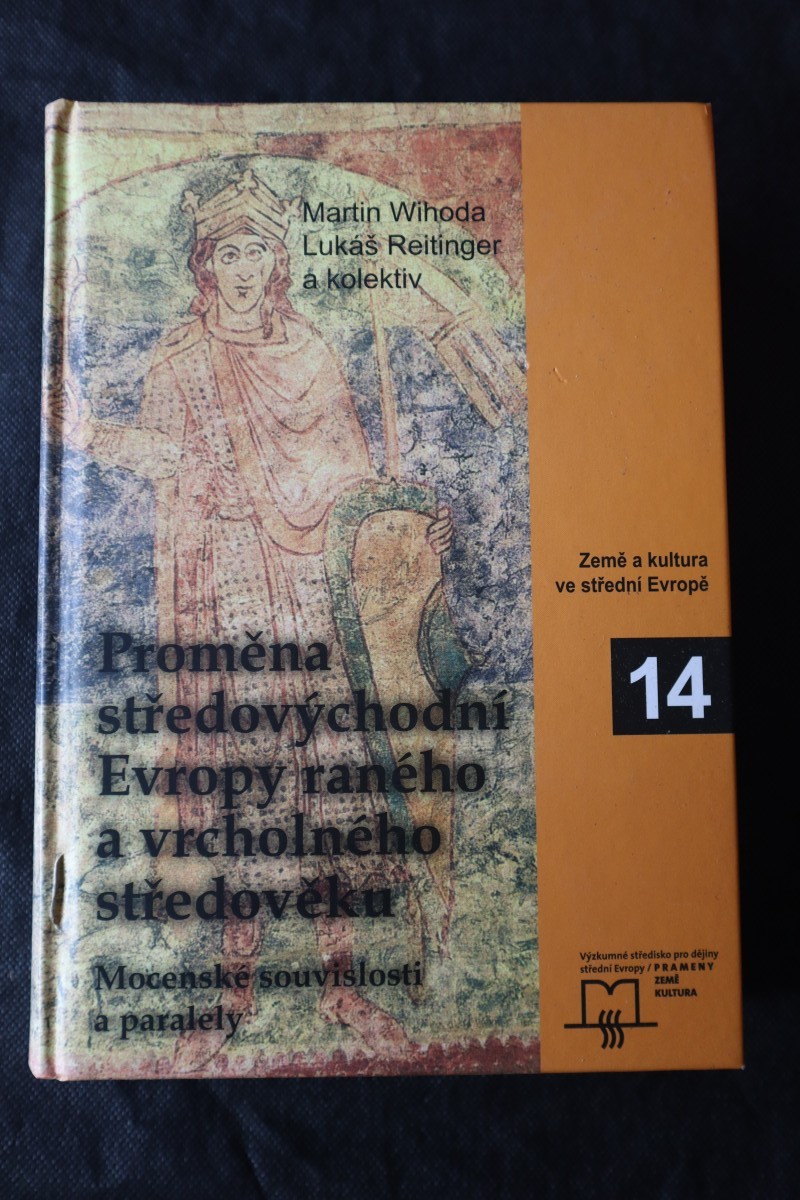 Martin Wihoda
Lukáš Reitinger
a kolektiv
Proměna
středovýchodní
Evropy raného
a vrcholného
středověku
Mocenské souvislosti
a paralely
Země a kultura
ve střední Evropě
14
Výzkumné středisko pro dějiny
střední Evropy / PRAMENY
ZEMĚ
KULTURA